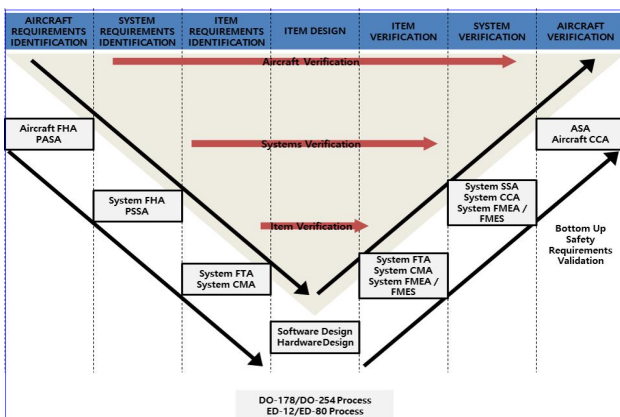 AIRCRAFT
REQUIREMENTS
IDENTIFICATION
SYSTEM
REQUIREMENTS
IDENTIFICATION
ITEM
REQUIREMENTS
IDENTIFICATION
ITEM DESIGN
ITEM
VERIFICATION
SYSTEM
VERIFICATION
AIRCRAFT
VERIFICATION
Aircraft Verification
Aircraft FHA
PASA
Systems Verification
ASA
Aircraft CCA
System FHA
PSSA
System SSA
System CCA
System FMEA /
FMES
Item Verification
Bottom Up
Safety
Requirements
Validation
System FTA
System CMA
System FTA
System CMA
System FMEA /
FMES
Software Design
HardwareDesign
DO-178/DO-254 Process
ED-12/ED-80 Process